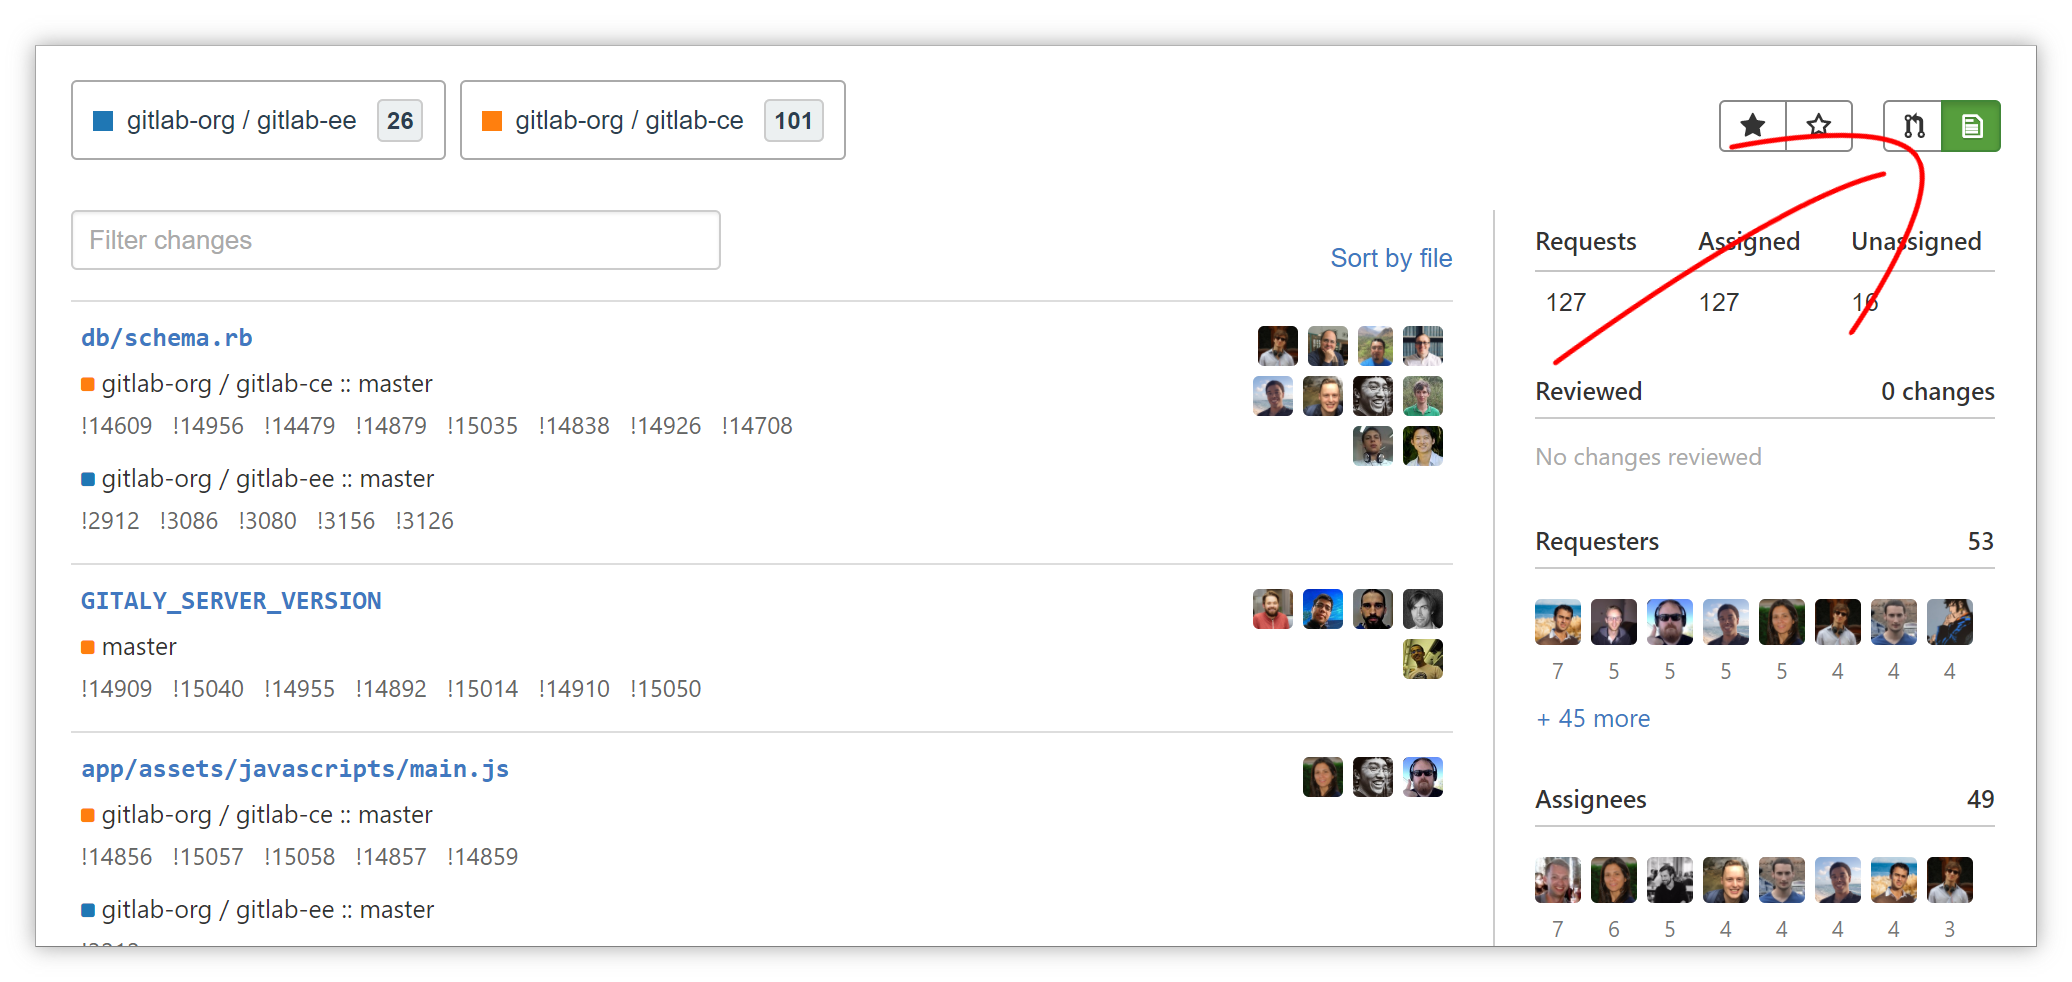 gitlab-org / gitlab-ee 26
gitlab-org / gitlab-ce 101
Filter changes
Sort by file
db/schema.rb
gitlab-org / gitlab-ce :: master
!14609 !14956 !14479 !14879 !15035 !14838 !14926 !14708
gitlab-org / gitlab-ee :: master
!2912 !3086 !3080 !3156 !3126
GITALY_SERVER_VERSION
master
!14909 !15040 !14955 !14892 !15014 !14910 !15050
app/assets/javascripts/main.js
gitlab-org / gitlab-ce :: master
!14856 !15057 !15058 !14857 !14859
gitlab-org / gitlab-ee :: master
Requests Assigned Unassigned
127 127 16
Reviewed 0 changes
No changes reviewed
Requesters 53
7 5 5 5 5 4 4 4
+ 45 more
Assignees 49
7 6 5 4 4 4 4 3